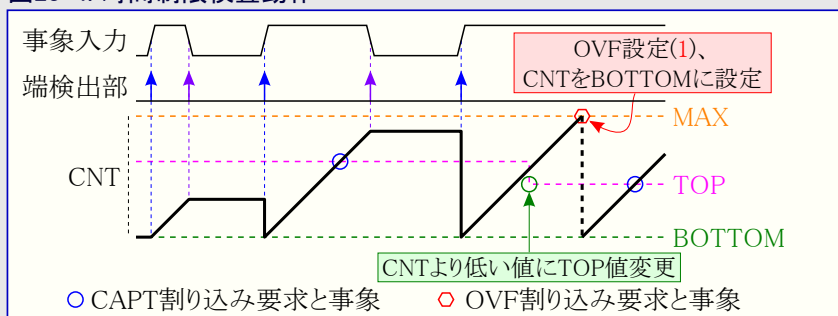 事象入力
OVF設定(1)、
CNTをBOTTOMに設定
端検出部
MAX
CNT
TOP
BOTTOM
CNTより低い値にTOP値変更
CAPT割り込み要求と事象
OVF割り込み要求と事象